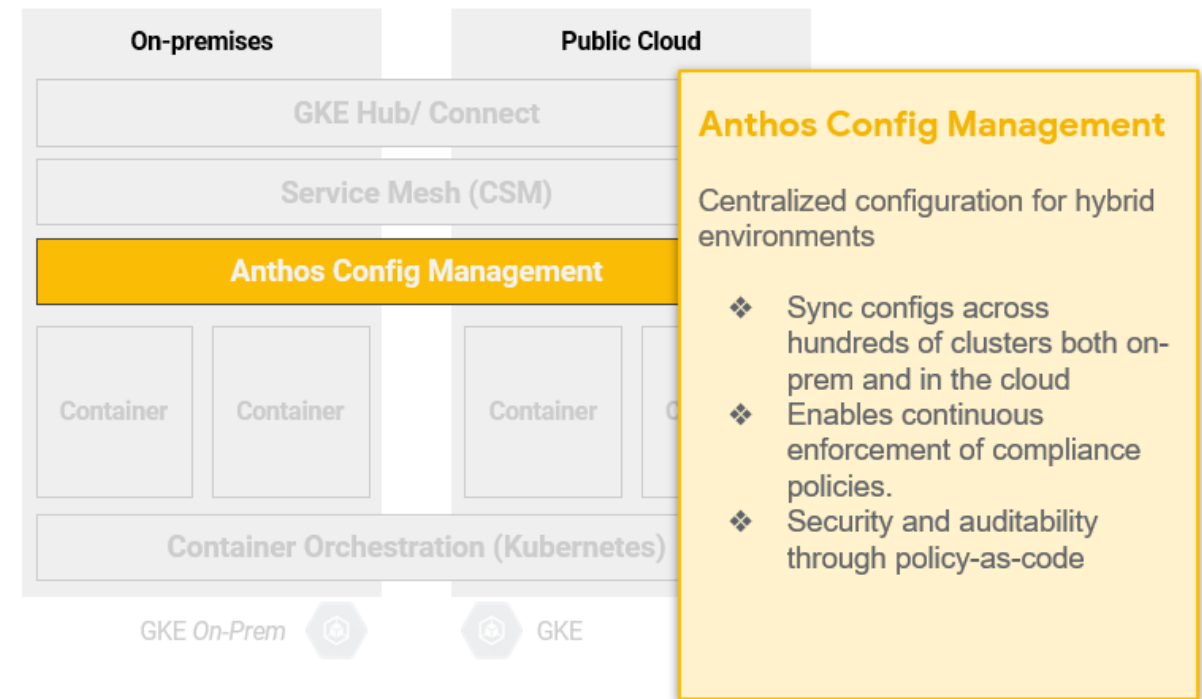 On-premises
Public Cloud
GKE Hub/ Connect
Service Mesh (CSM)
Anthos Config Management
Container
Container
Container
Container Orchestration (Kubernetes)
GKE On-Prem
GKE
Anthos Config Management
Centralized configuration for hybrid
environments
❖ Sync configs across
hundreds of clusters both on-
prem and in the cloud
❖ Enables continuous
enforcement of compliance
policies.
❖ Security and auditability
through policy-as-code